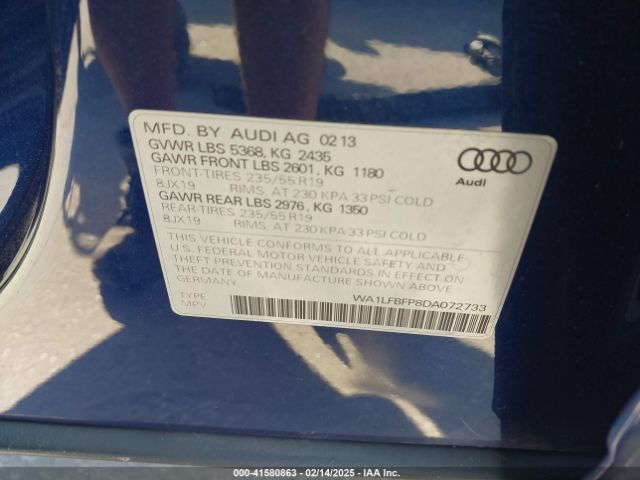 MFD. BY AUDI AG 02 13
GVWR LBS 5368, KG 2435
GAWR FRONT LBS 2601, KG 1180
FRONT-TIRES 235/55 R19
8JX19 RIMS, AT 230 KPA 33 PSI COLD
GAWR REAR LBS 2976, KG 1350
REAR-TIRES 235/55 R19
8JX19 RIMS, AT 230 KPA 33 PSI COLD
Audi
THIS VEHICLE CONFORMS TO ALL APPLICABLE
U.S. FEDERAL MOTOR VEHICLE SAFETY AND
THEFT PREVENTION STANDARDS IN EFFECT ON
THE DATE OF MANUFACTURE SHOWN ABOVE.
WA1LFBFP8DA072733
TYPE
MPV
00-41580863 - 02/14/2025 - IAA Inc.